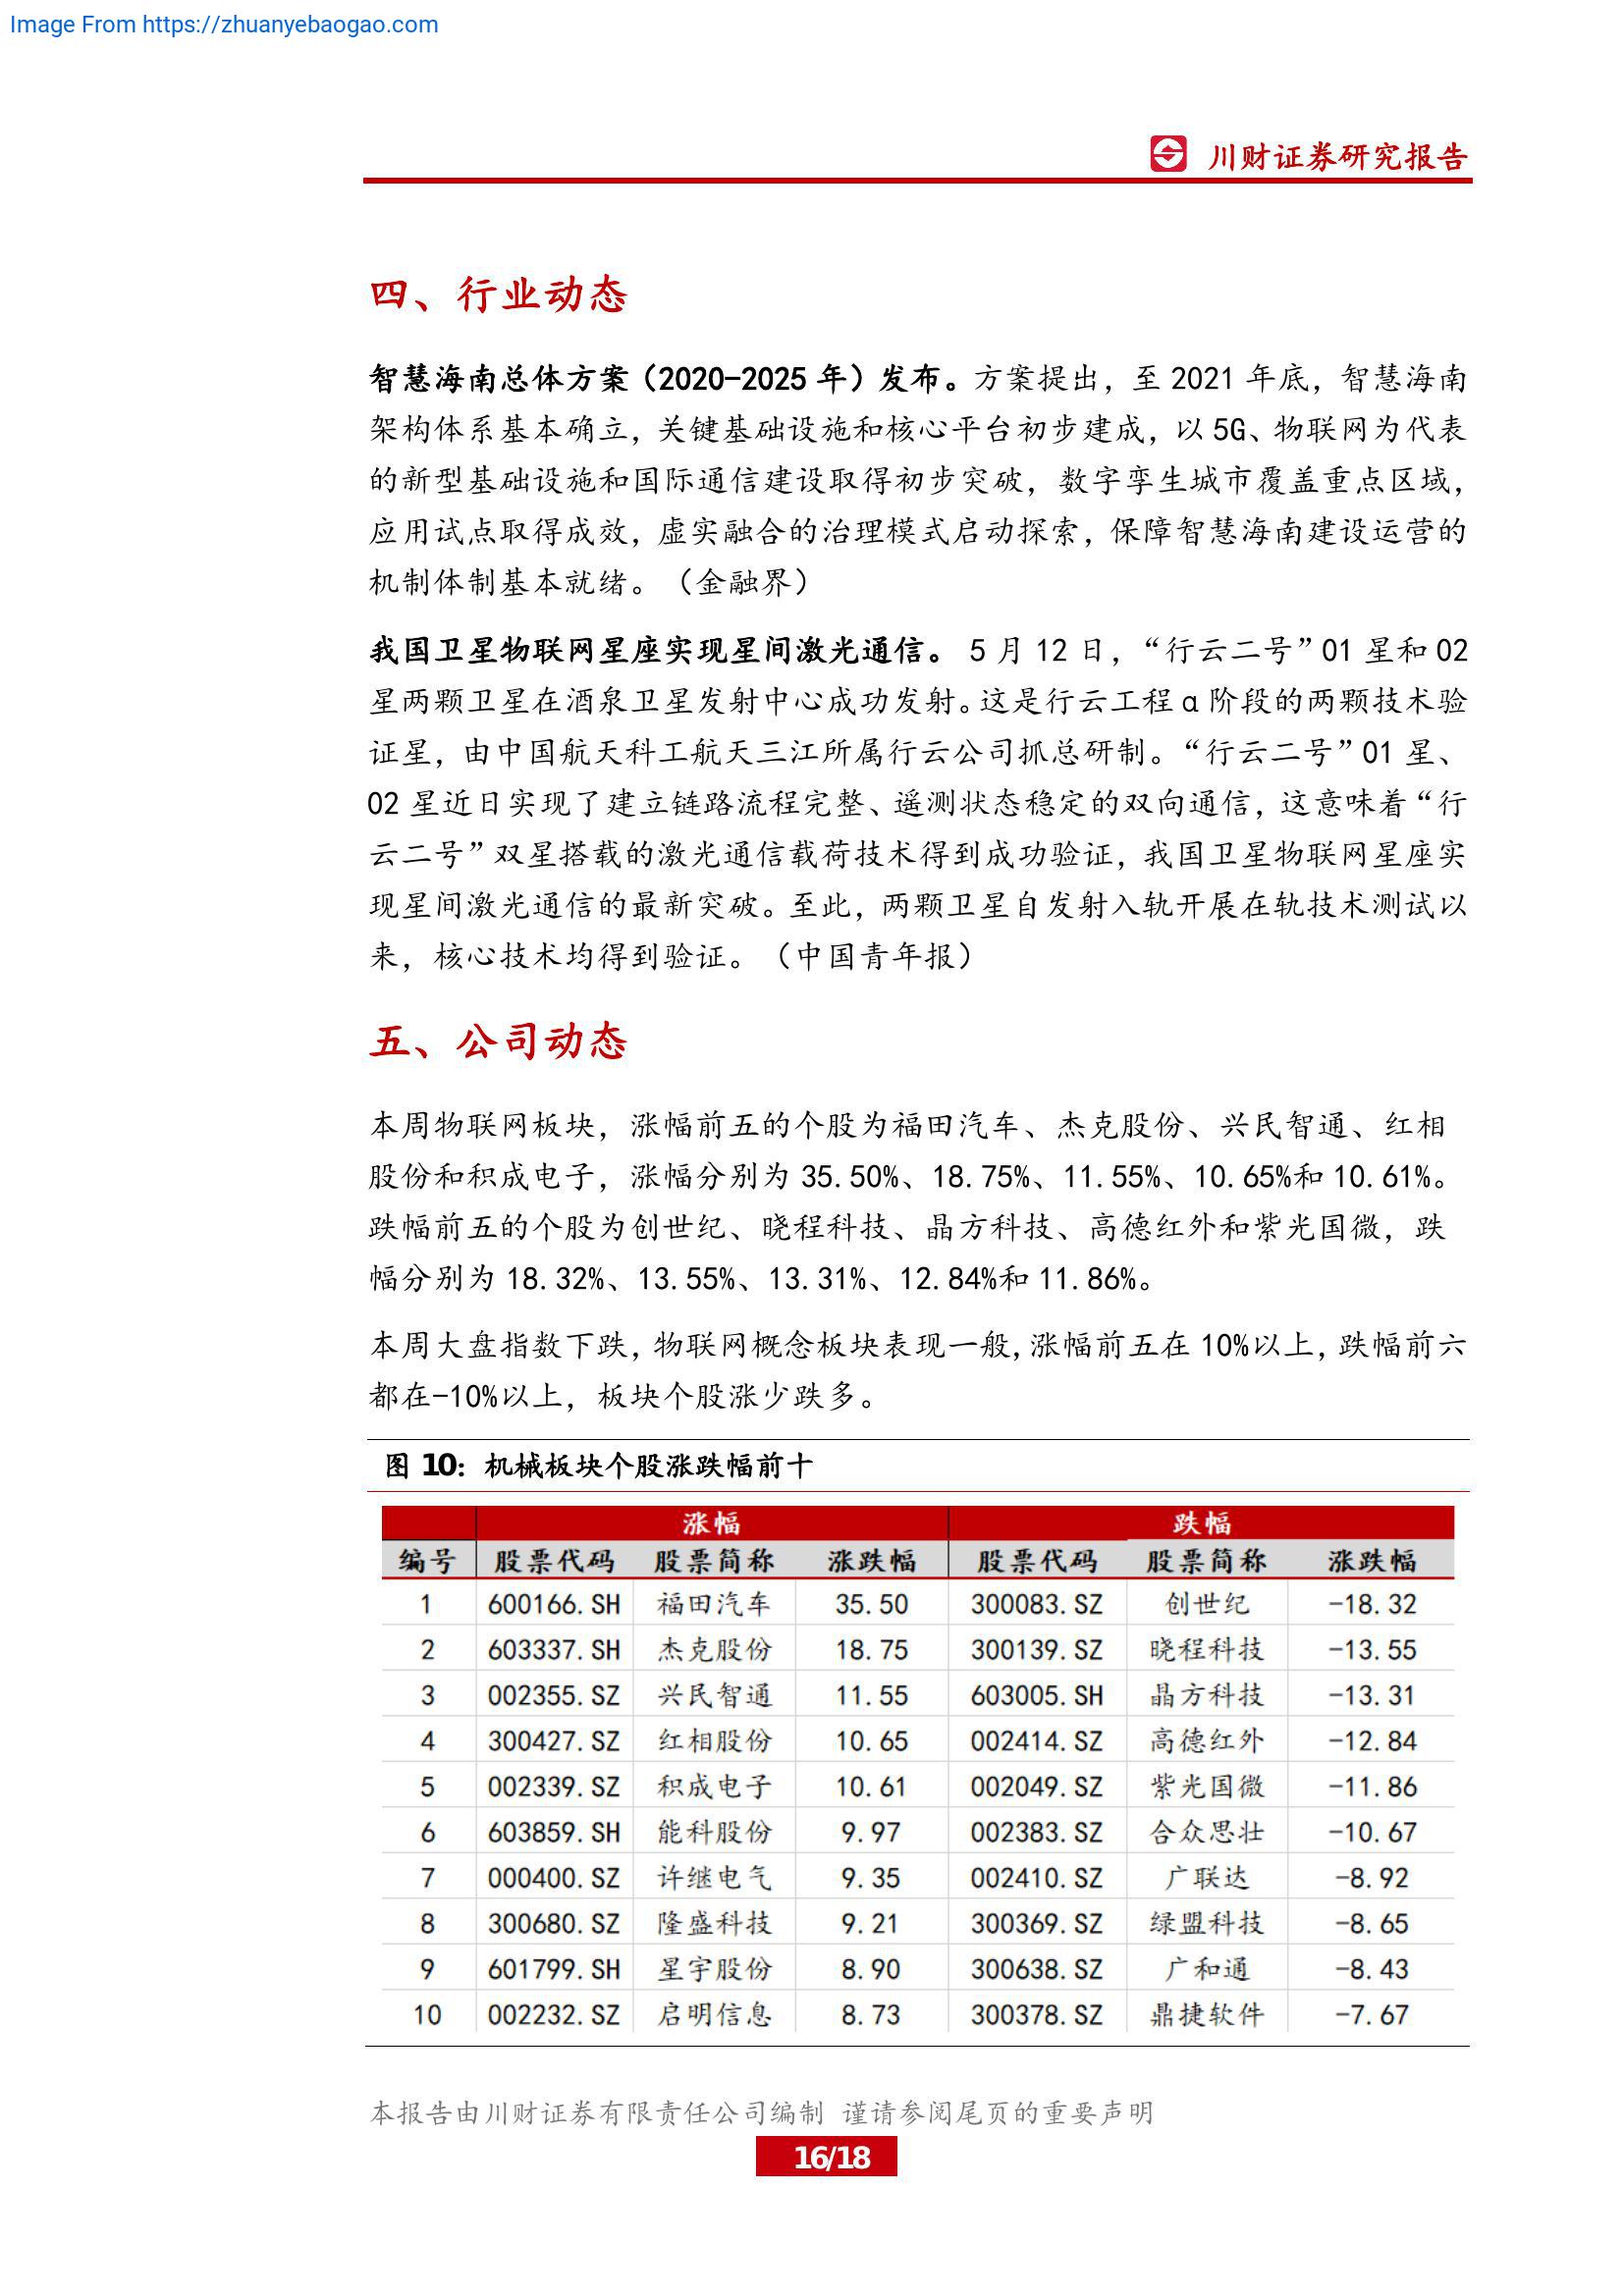 Image From https://zhuanyebaogao.com
川财证券研究报告
四、行业动态
智慧海南总体方案（2020-2025 年）发布。方案提出，至 2021 年底，智慧海南
架构体系基本确立，关键基础设施和核心平台初步建成，以 5G、物联网为代表
的新型基础设施和国际通信建设取得初步突破，数字孪生城市覆盖重点区域，
应用试点取得成效，虚实融合的治理模式启动探索，保障智慧海南建设运营的
机制体制基本就绪。（金融界）
我国卫星物联网星座实现星间激光通信。 5 月 12 日，“行云二号”01 星和 02
星两颗卫星在酒泉卫星发射中心成功发射。这是行云工程 α 阶段的两颗技术验
证星，由中国航天科工航天三江所属行云公司抓总研制。“行云二号”01 星、
02 星近日实现了建立链路流程完整、遥测状态稳定的双向通信，这意味着“行
云二号”双星搭载的激光通信载荷技术得到成功验证，我国卫星物联网星座实
现星间激光通信的最新突破。至此，两颗卫星自发射入轨开展在轨技术测试以
来，核心技术均得到验证。（中国青年报）
五、公司动态
本周物联网板块，涨幅前五的个股为福田汽车、杰克股份、兴民智通、红相
股份和积成电子，涨幅分别为 35.50%、18.75%、11.55%、10.65%和 10.61%。
跌幅前五的个股为创世纪、晓程科技、晶方科技、高德红外和紫光国微，跌
幅分别为 18.32%、13.55%、13.31%、12.84%和 11.86%。
本周大盘指数下跌，物联网概念板块表现一般，涨幅前五在 10%以上，跌幅前六
都在-10%以上，板块个股涨少跌多。
图 10：机械板块个股涨跌幅前十
涨幅 跌幅
编号 股票代码 股票简称 涨跌幅 股票代码 股票简称 涨跌幅
1 600166.SH 福田汽车 35.50 300083.SZ 创世纪 -18.32
2 603337.SH 杰克股份 18.75 300139.SZ 晓程科技 -13.55
3 002355.SZ 兴民智通 11.55 603005.SH 晶方科技 -13.31
4 300427.SZ 红相股份 10.65 002414.SZ 高德红外 -12.84
5 002339.SZ 积成电子 10.61 002049.SZ 紫光国微 -11.86
6 603859.SH 能科股份 9.97 002383.SZ 合众思壮 -10.67
7 000400.SZ 许继电气 9.35 002410.SZ 广联达 -8.92
8 300680.SZ 隆盛科技 9.21 300369.SZ 绿盟科技 -8.65
9 601799.SH 星宇股份 8.90 300638.SZ 广和通 -8.43
10 002232.SZ 启明信息 8.73 300378.SZ 鼎捷软件 -7.67
本报告由川财证券有限责任公司编制 谨请参阅尾页的重要声明
16/18